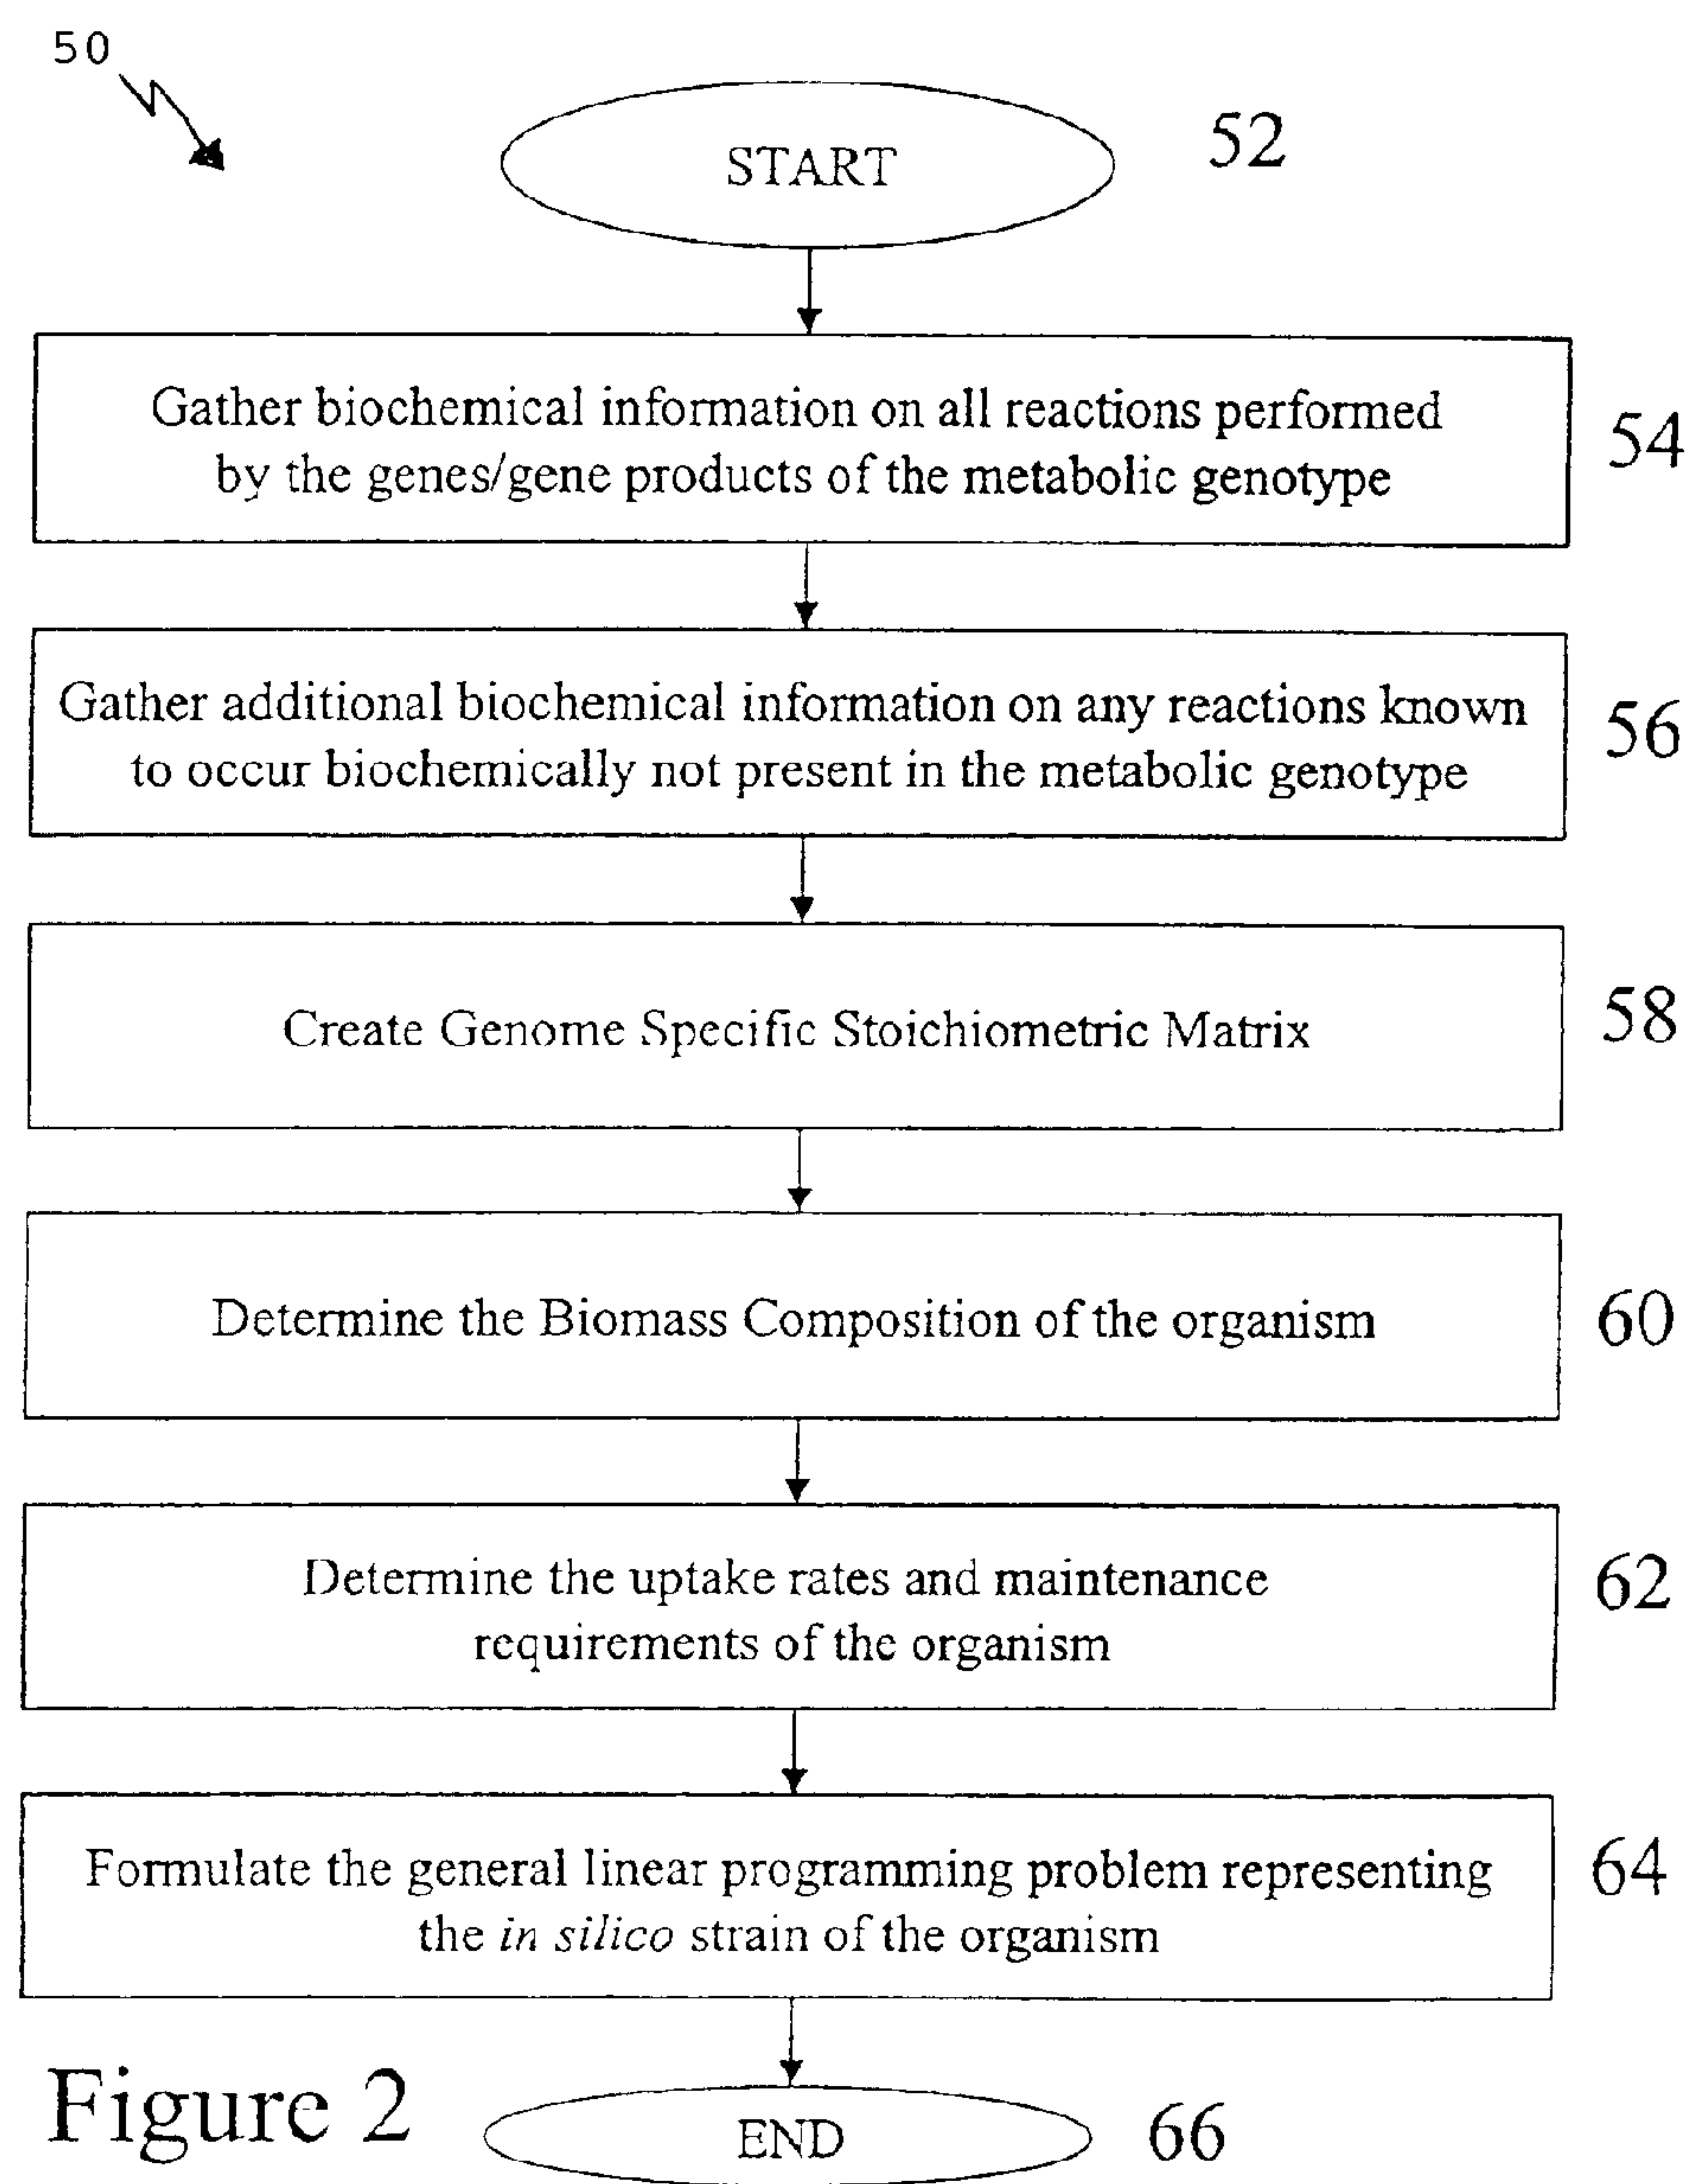 50
START
52
Gather biochemical information on all reactions performed
by the genes/gene products of the metabolic genotype
54
Gather additional biochemical information on any reactions known
to occur biochemically not present in the metabolic genotype
56
Create Genome Specific Stoichiometric Matrix
58
Determine the Biomass Composition of the organism
60
Determine the uptake rates and maintenance
requirements of the organism
62
Formulate the general linear programming problem representing
the in silico strain of the organism
64
Figure 2
END
66